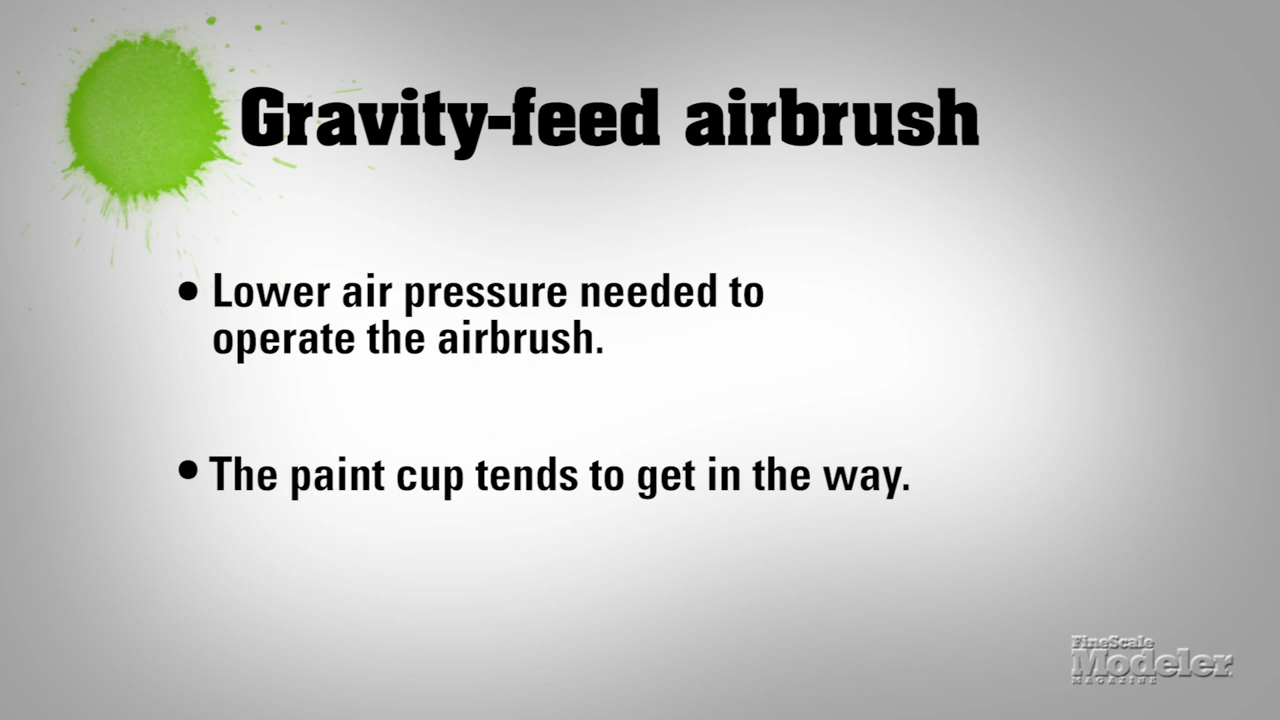 Gravity-feed airbrush
• Lower air pressure needed to
operate the airbrush.
• The paint cup tends to get in the way.
FineScale
Modeler
MAGAZINE